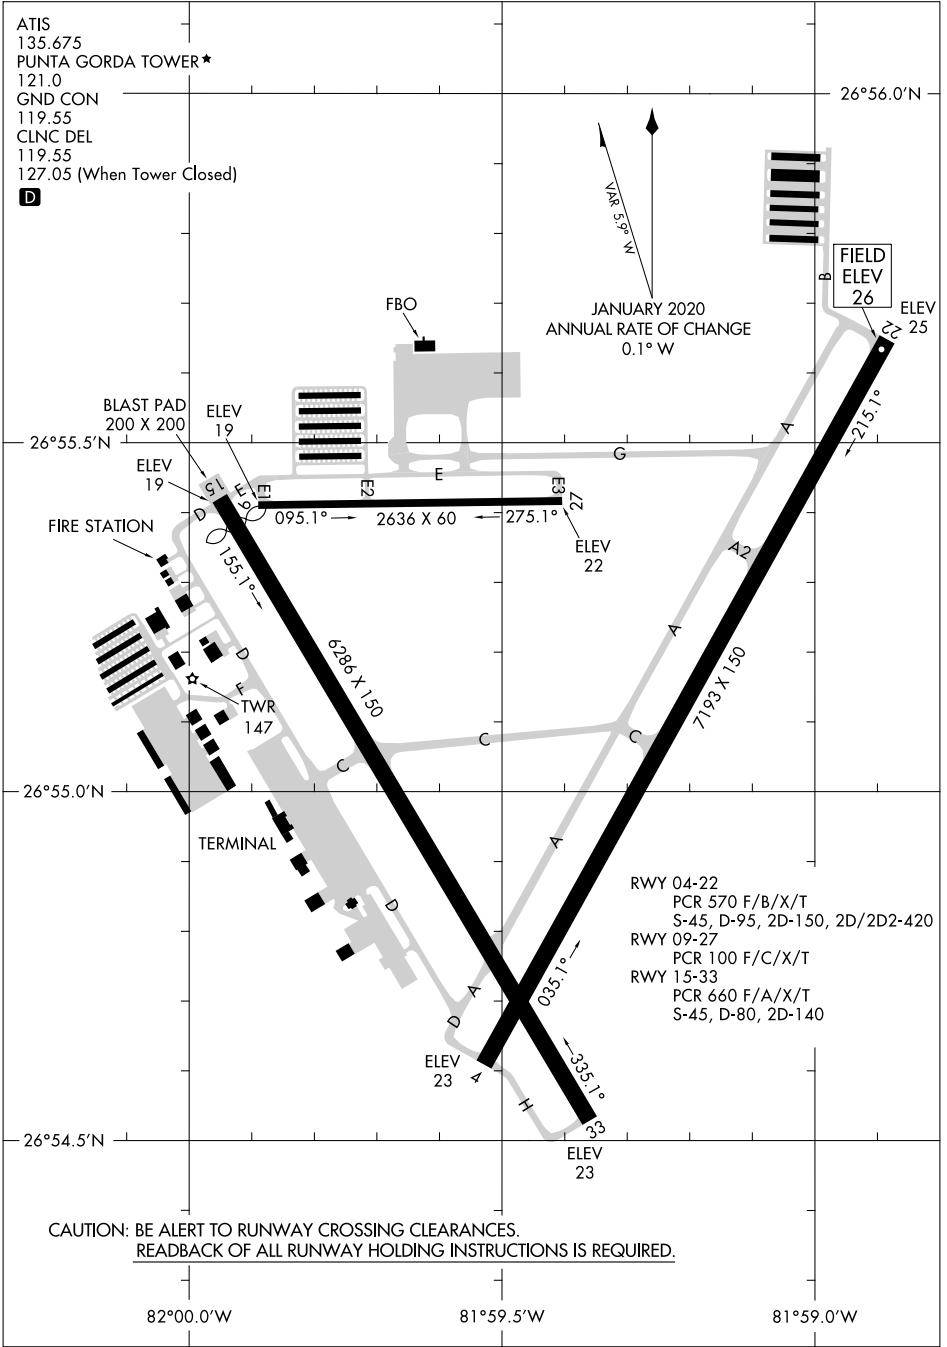 ATIS
135.675
PUNTA GORDA TOWER★
121.0
GND CON
119.55
CLNC DEL
119.55
127.05 (When Tower Closed)
D
26°56.0'N
VAR 5.9° W
JANUARY 2020
ANNUAL RATE OF CHANGE
0.1° W
B
FIELD
ELEV
26
ELEV
25
22
215.1°
FBO
BLAST PAD
200 X 200
ELEV
19
26°55.5'N
ELEV
19
15
E
9
E1
E2
E
E3
27
G
A
D
095.1°
2636 X 60
275.1°
ELEV
22
FIRE STATION
155.1°
A2
6286 X 150
A
7193 X 150
D
F
TWR
147
C
C
C
26°55.0'N
TERMINAL
A
D
RWY 04-22
PCR 570 F/B/X/T
S-45, D-95, 2D-150, 2D/2D2-420
RWY 09-27
PCR 100 F/C/X/T
RWY 15-33
PCR 660 F/A/X/T
S-45, D-80, 2D-140
A
D
035.1°
ELEV
23
4
335.1°
H
33
ELEV
23
26°54.5'N
CAUTION: BE ALERT TO RUNWAY CROSSING CLEARANCES.
READBACK OF ALL RUNWAY HOLDING INSTRUCTIONS IS REQUIRED.
82°00.0'W
81°59.5'W
81°59.0'W